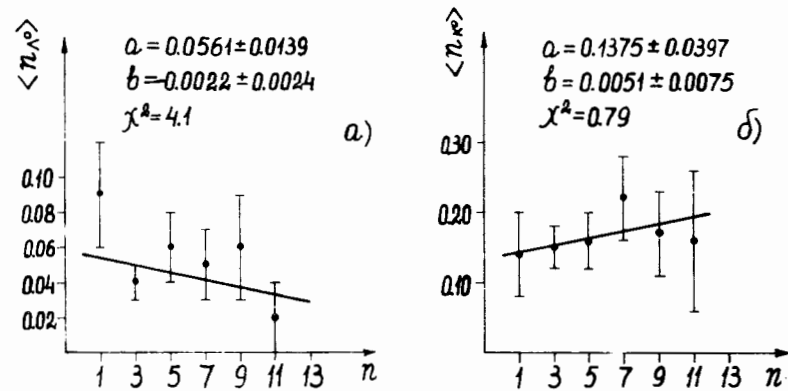 ⟨n_Λ⁰⟩
a = 0.0561 ± 0.0139
b = -0.0022 ± 0.0024
χ² = 4.1
а)
0.10
0.08
0.06
0.04
0.02
1 3 5 7 9 11 13 n
⟨n_K⁰⟩
a = 0.1375 ± 0.0397
b = 0.0051 ± 0.0075
χ² = 0.79
б)
0.30
0.20
0.10
1 3 5 7 9 11 13 n